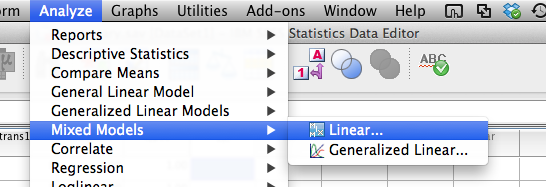 rm Analyze Graphs Utilities Add-ons Window Help
Statistics Data Editor
Reports
Descriptive Statistics
Compare Means
General Linear Model
Generalized Linear Models
Mixed Models
Correlate
Regression
Loglinear
Linear...
Generalized Linear...
A
1
ABC
trans1
ar